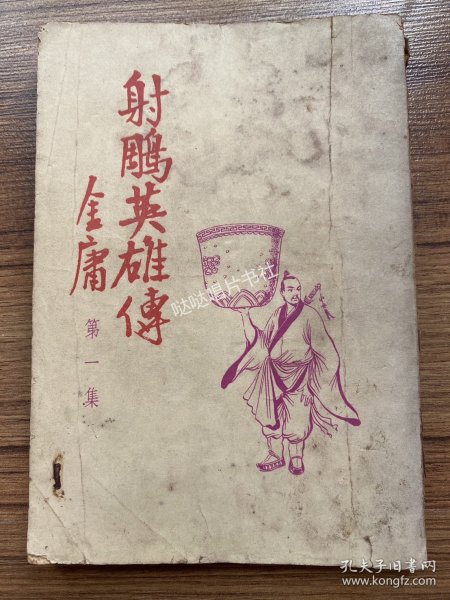 射鵰英雄傳
金庸
第一集
哒哒唱片书社
孔夫子旧书网
www.kongfz.com